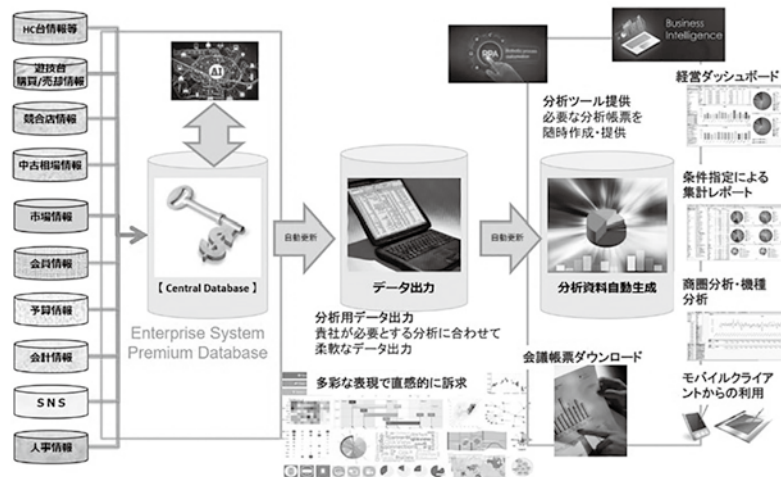 HC台情報等
遊技台
購買/売却情報
競合店情報
中古相場情報
市場情報
会員情報
予算情報
会計情報
SNS
人事情報
AI
【 Central Database 】
Enterprise System
Premium Database
自動更新
データ出力
分析用データ出力
貴社が必要とする分析に合わせて
柔軟なデータ出力
多彩な表現で直感的に訴求
自動更新
RPA
Business
Intelligence
分析ツール提供
必要な分析帳票を
随時作成・提供
分析資料自動生成
会議帳票ダウンロード
経営ダッシュボード
条件指定による
集計レポート
商圏分析・機種
分析
モバイルクライア
ントからの利用